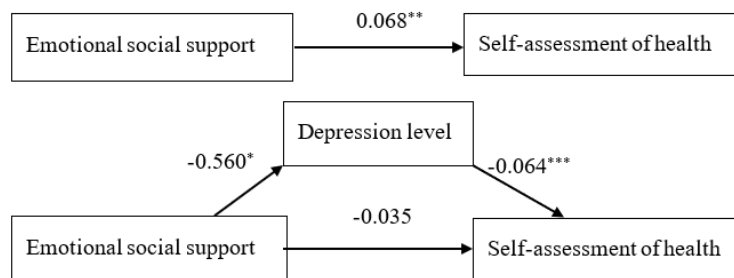 0.068**
Emotional social support
Self-assessment of health
Depression level
-0.560*
-0.064***
-0.035
Emotional social support
Self-assessment of health